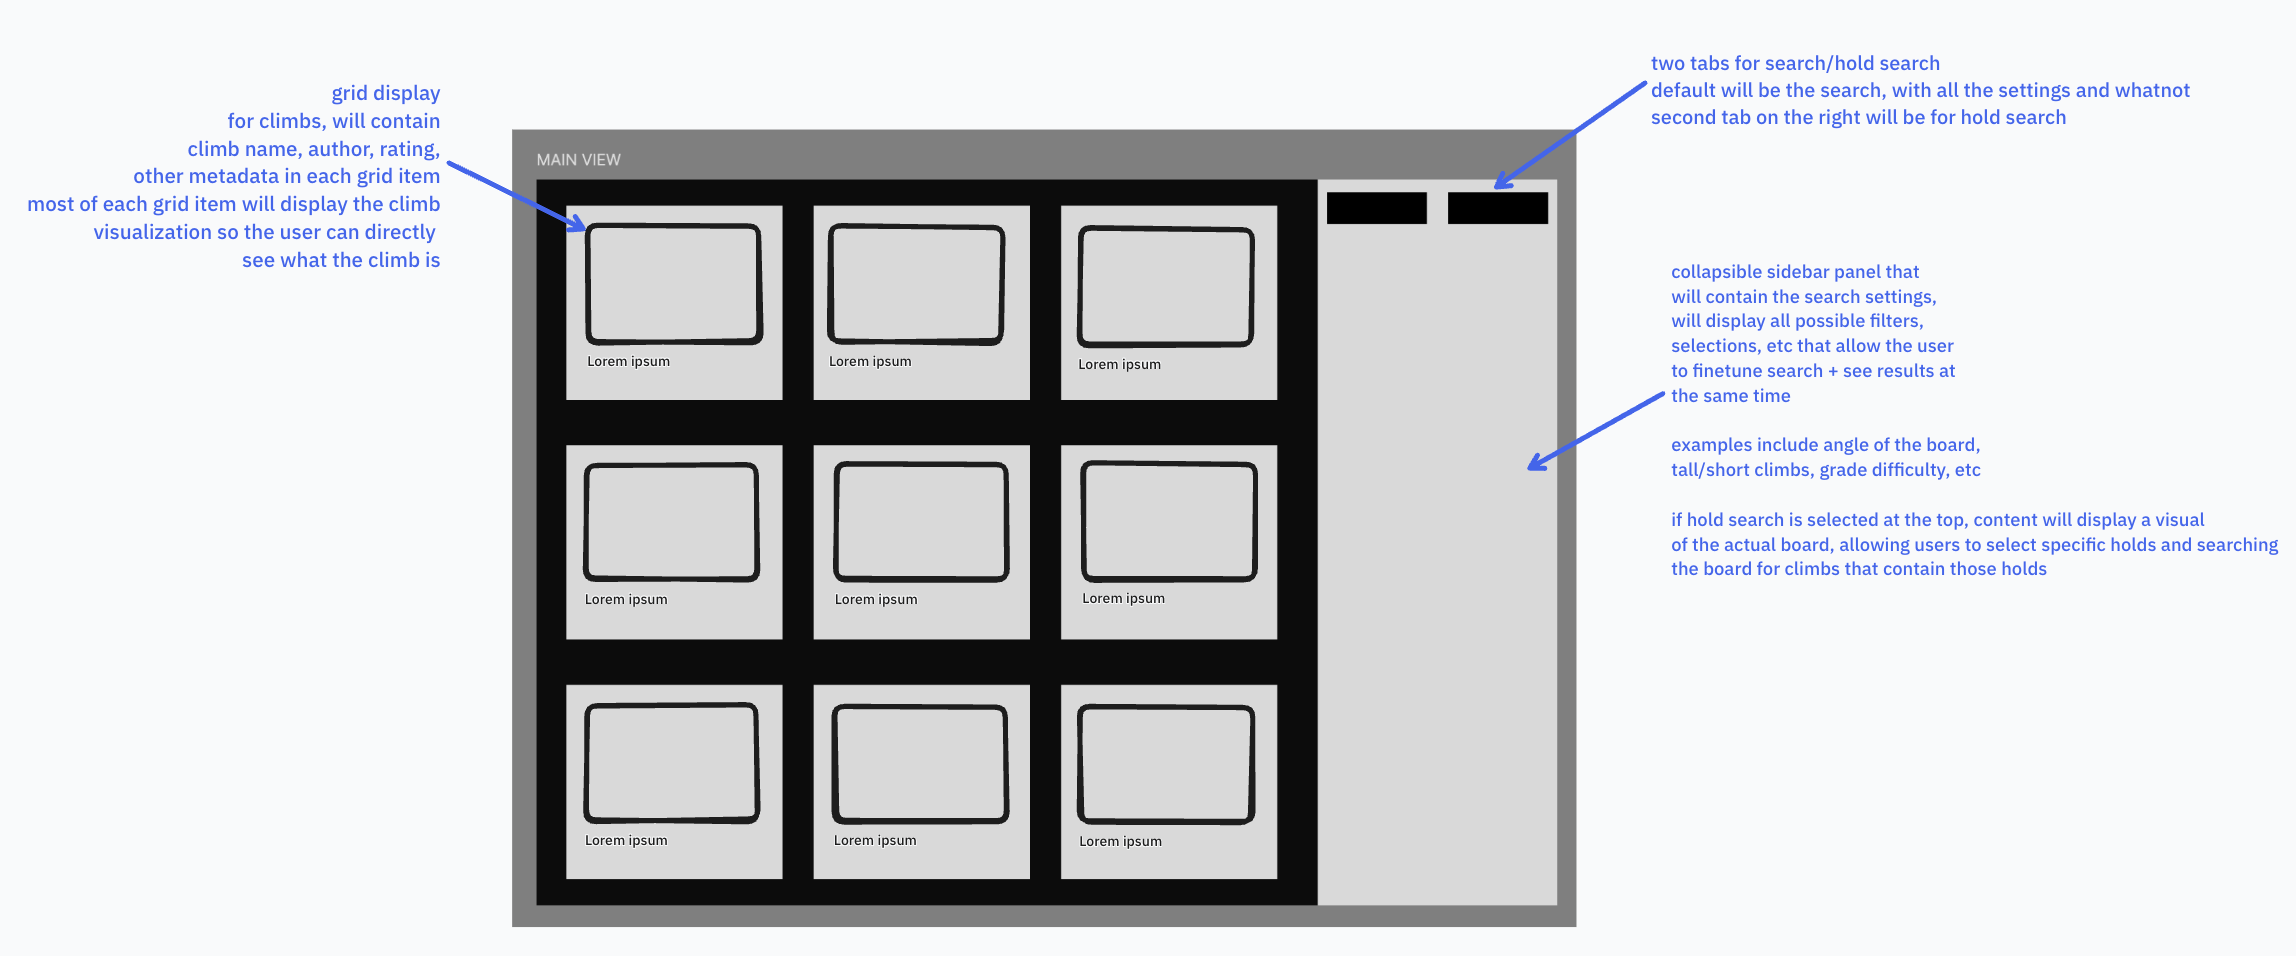 grid display
for climbs, will contain
climb name, author, rating,
other metadata in each grid item
most of each grid item will display the climb
visualization so the user can directly
see what the climb is
two tabs for search/hold search
default will be the search, with all the settings and whatnot
second tab on the right will be for hold search
MAIN VIEW
Lorem ipsum
Lorem ipsum
Lorem ipsum
Lorem ipsum
Lorem ipsum
Lorem ipsum
Lorem ipsum
Lorem ipsum
Lorem ipsum
collapsible sidebar panel that
will contain the search settings,
will display all possible filters,
selections, etc that allow the user
to finetune search + see results at
the same time
examples include angle of the board,
tall/short climbs, grade difficulty, etc
if hold search is selected at the top, content will display a visual
of the actual board, allowing users to select specific holds and searching
the board for climbs that contain those holds